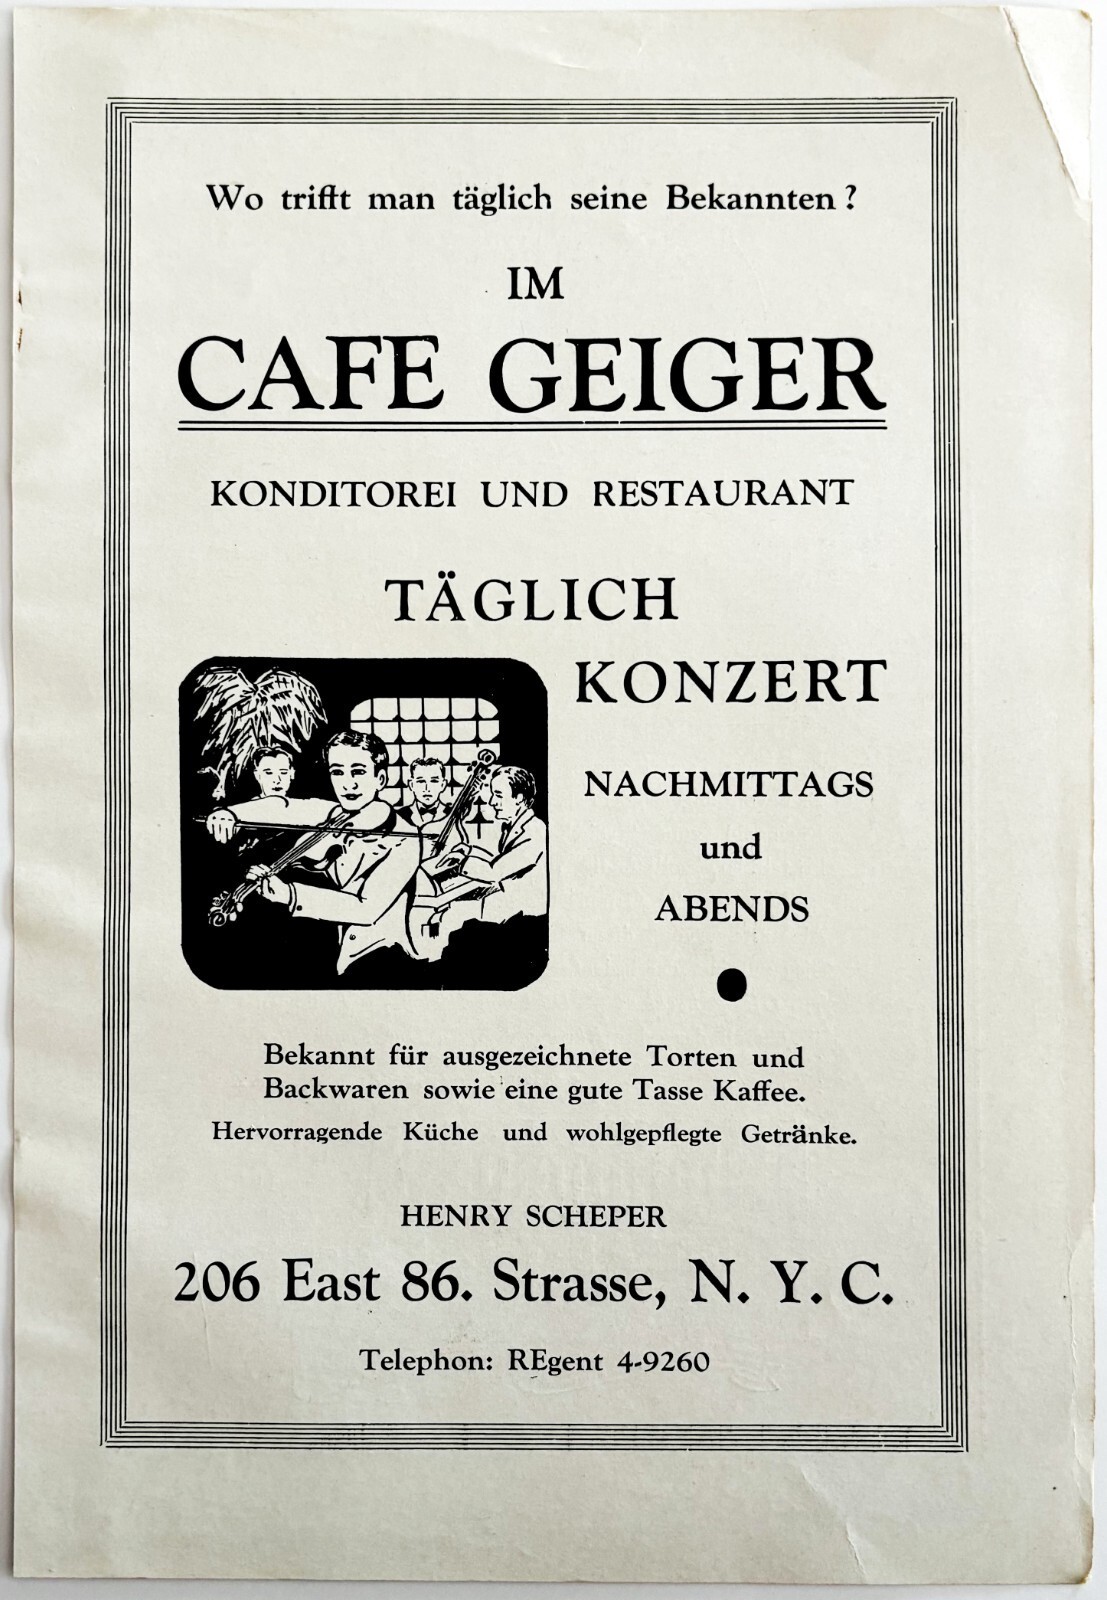 Wo trifft man täglich seine Bekannten ?
IM
CAFE GEIGER
KONDITOREI UND RESTAURANT
TÄGLICH
KONZERT
NACHMITTAGS
und
ABENDS
Bekannt für ausgezeichnete Torten und
Backwaren sowie eine gute Tasse Kaffee.
Hervorragende Küche und wohlgepflegte Getränke.
HENRY SCHEPER
206 East 86. Strasse, N. Y. C.
Telephon: REgent 4-9260